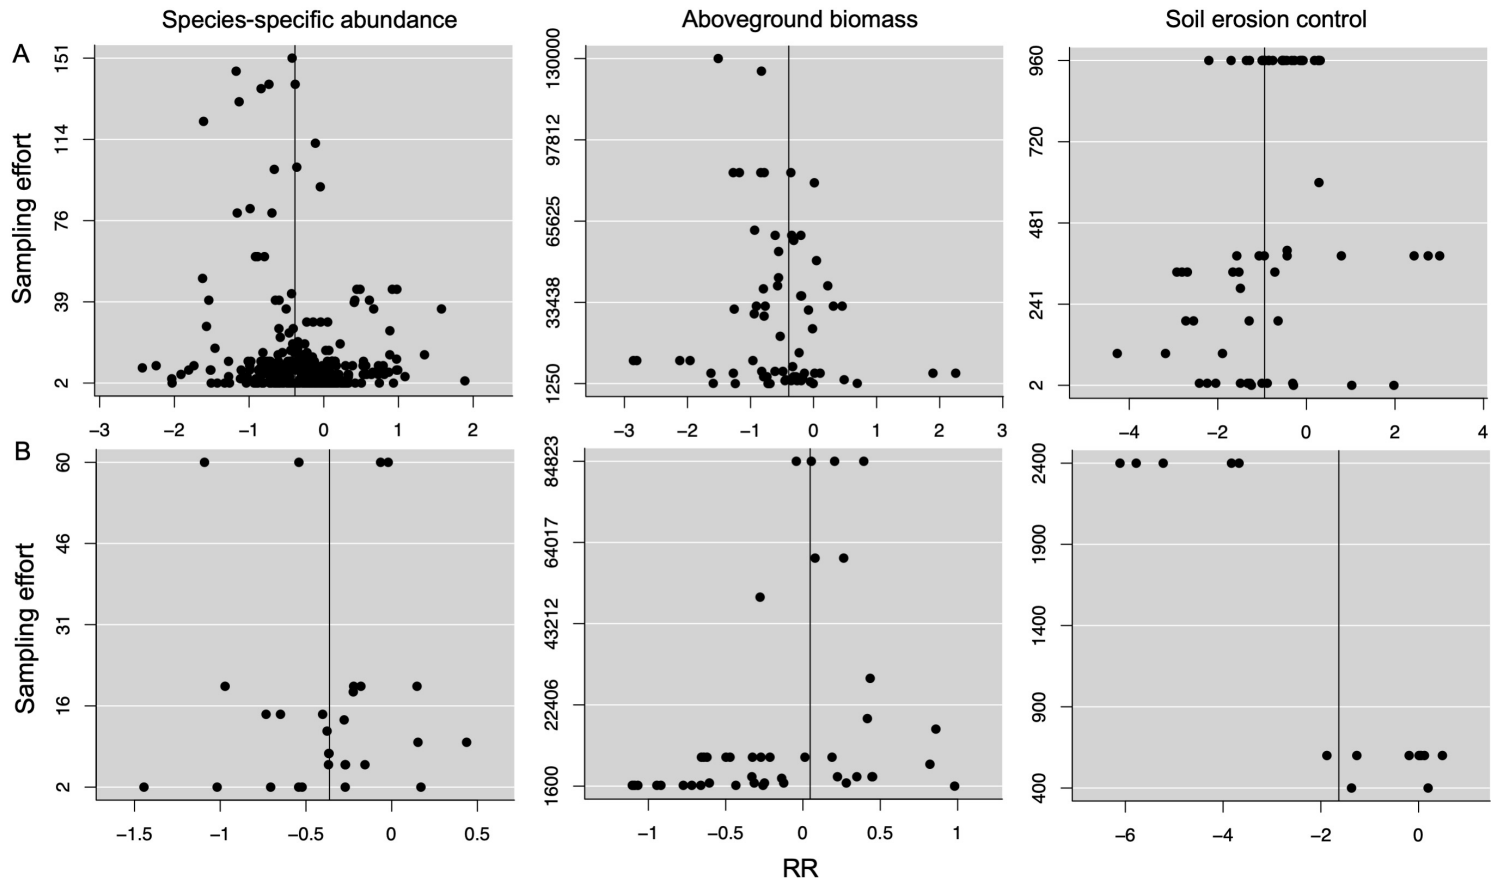 Species-specific abundance Aboveground biomass Soil erosion control
A
Sampling effort
151
114
76
39
2
−3 −2 −1 0 1 2
130000
97812
65625
33438
1250
−3 −2 −1 0 1 2 3
960
720
481
241
2
−4 −2 0 2 4
B
Sampling effort
60
46
31
16
2
−1.5 −1 −0.5 0 0.5
84823
64017
43212
22406
1600
−1 −0.5 0 0.5 1
2400
1900
1400
900
400
−6 −4 −2 0
RR